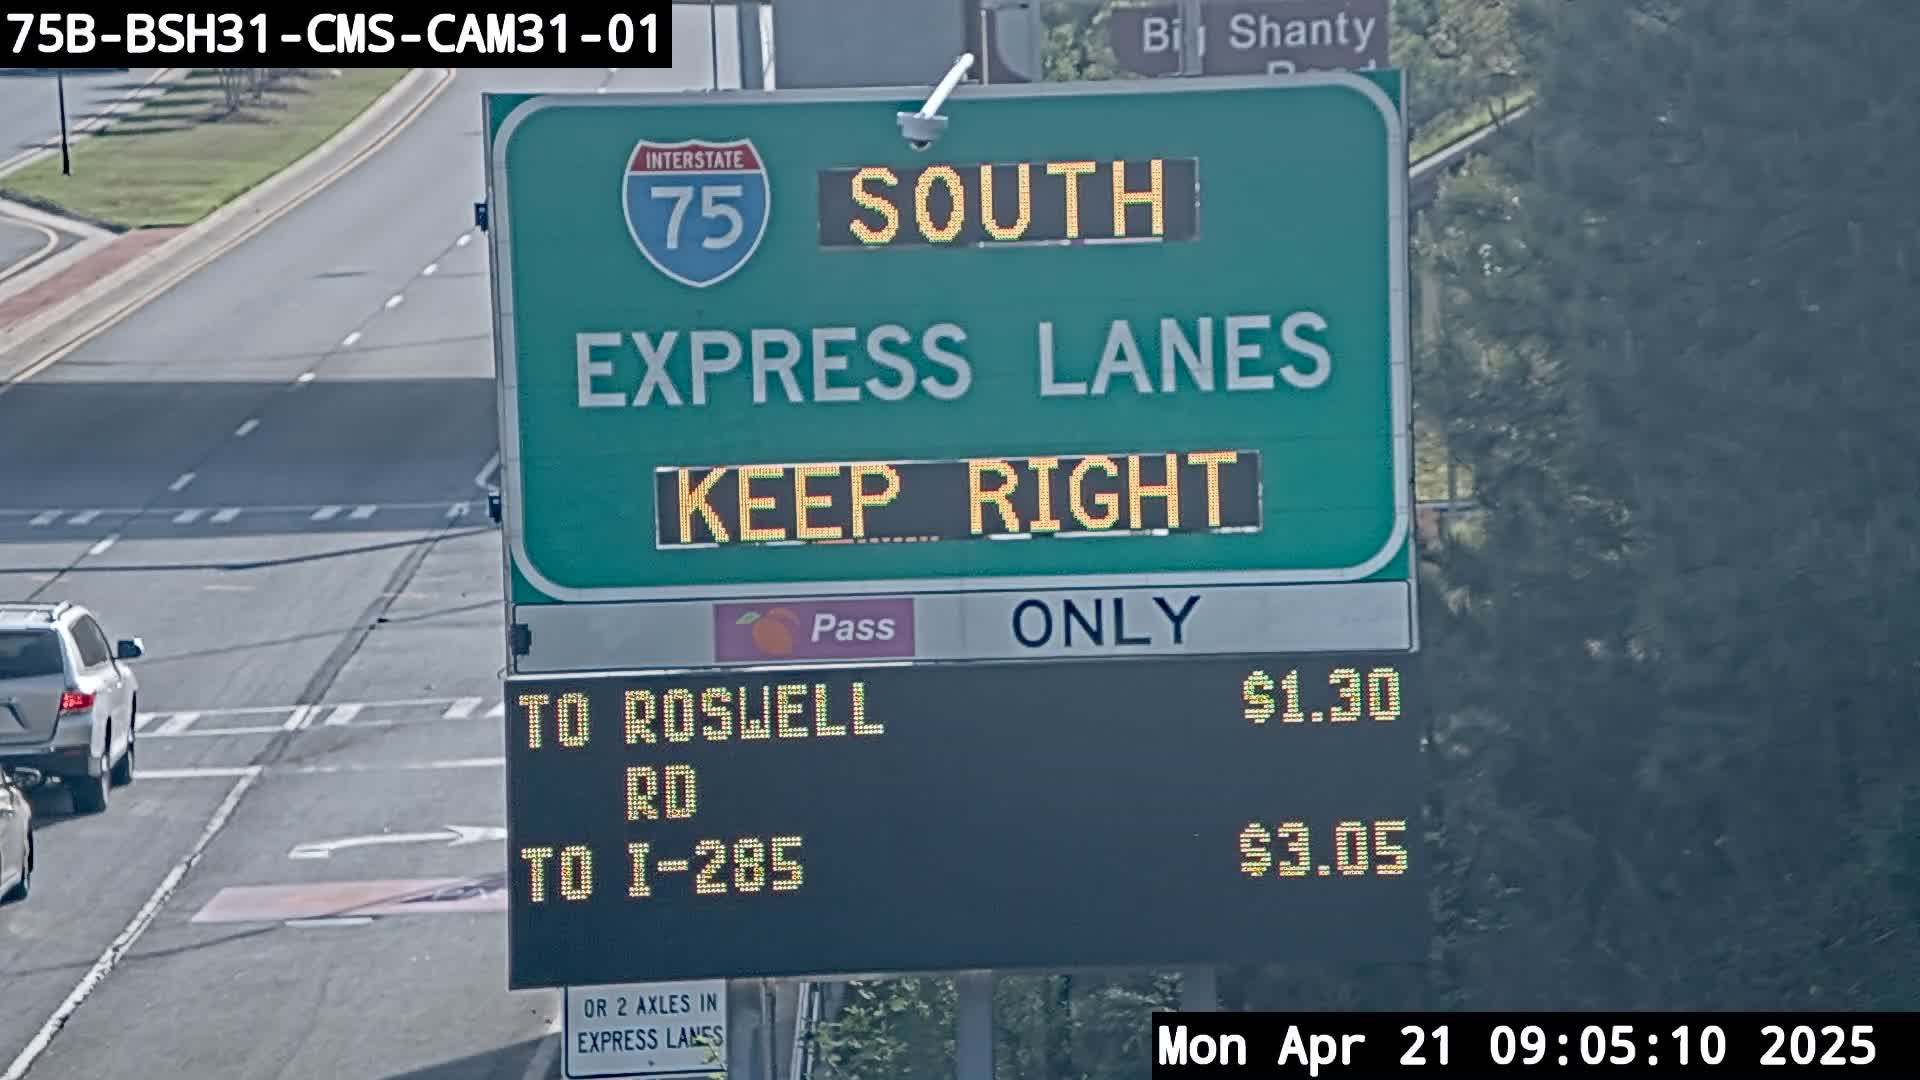 75B-BSH31-CMS-CAM31-01
Big Shanty
Road
INTERSTATE
75
SOUTH
EXPRESS LANES
KEEP RIGHT
Pass
ONLY
TO ROSWELL $1.30
RD
TO I-285 $3.05
OR 2 AXLES IN
EXPRESS LANES
Mon Apr 21 09:05:10 2025